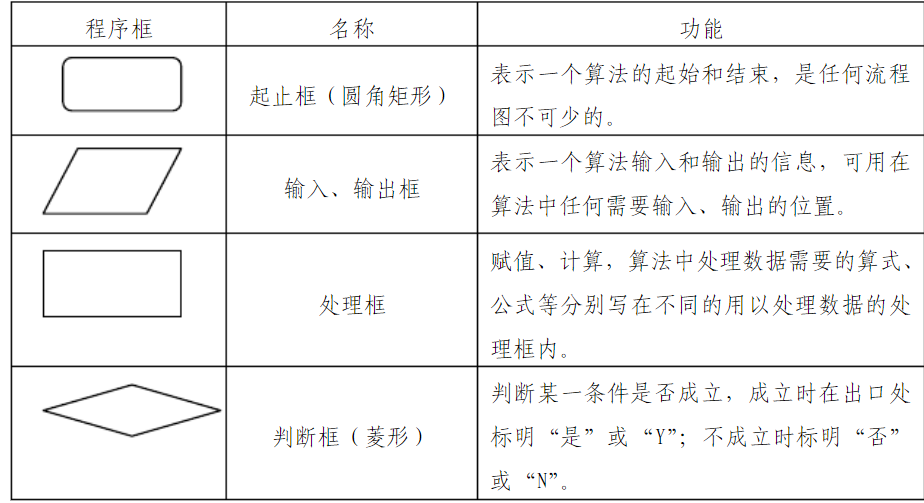 程序框 名称 功能
起止框（圆角矩形） 表示一个算法的起始和结束，是任何流程
图不可少的。
输入、输出框 表示一个算法输入和输出的信息，可用在
算法中任何需要输入、输出的位置。
处理框 赋值、计算，算法中处理数据需要的算式、
公式等分别写在不同的用以处理数据的处
理框内。
判断框（菱形） 判断某一条件是否成立，成立时在出口处
标明“是”或“Y”；不成立时标明“否”
或“N”。